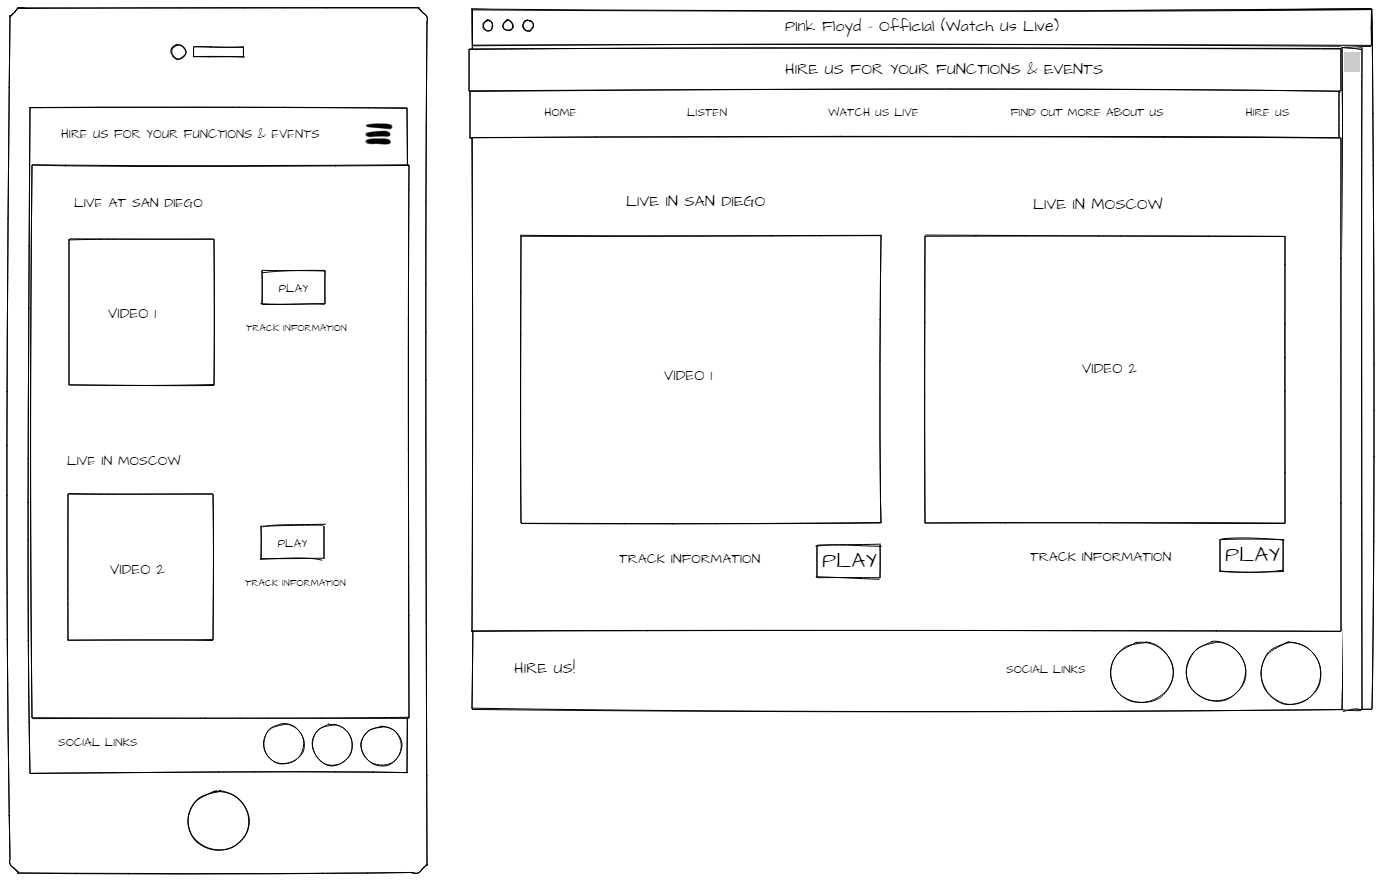 HIRE US FOR YOUR FUNCTIONS & EVENTS
LIVE AT SAN DIEGO
VIDEO 1
PLAY
TRACK INFORMATION
LIVE IN MOSCOW
VIDEO 2
PLAY
TRACK INFORMATION
SOCIAL LINKS
Pink Floyd - Official (Watch us Live)
HIRE US FOR YOUR FUNCTIONS & EVENTS
HOME
LISTEN
WATCH US LIVE
FIND OUT MORE ABOUT US
HIRE US
LIVE IN SAN DIEGO
LIVE IN MOSCOW
VIDEO 1
VIDEO 2
TRACK INFORMATION
PLAY
TRACK INFORMATION
PLAY
HIRE US!
SOCIAL LINKS